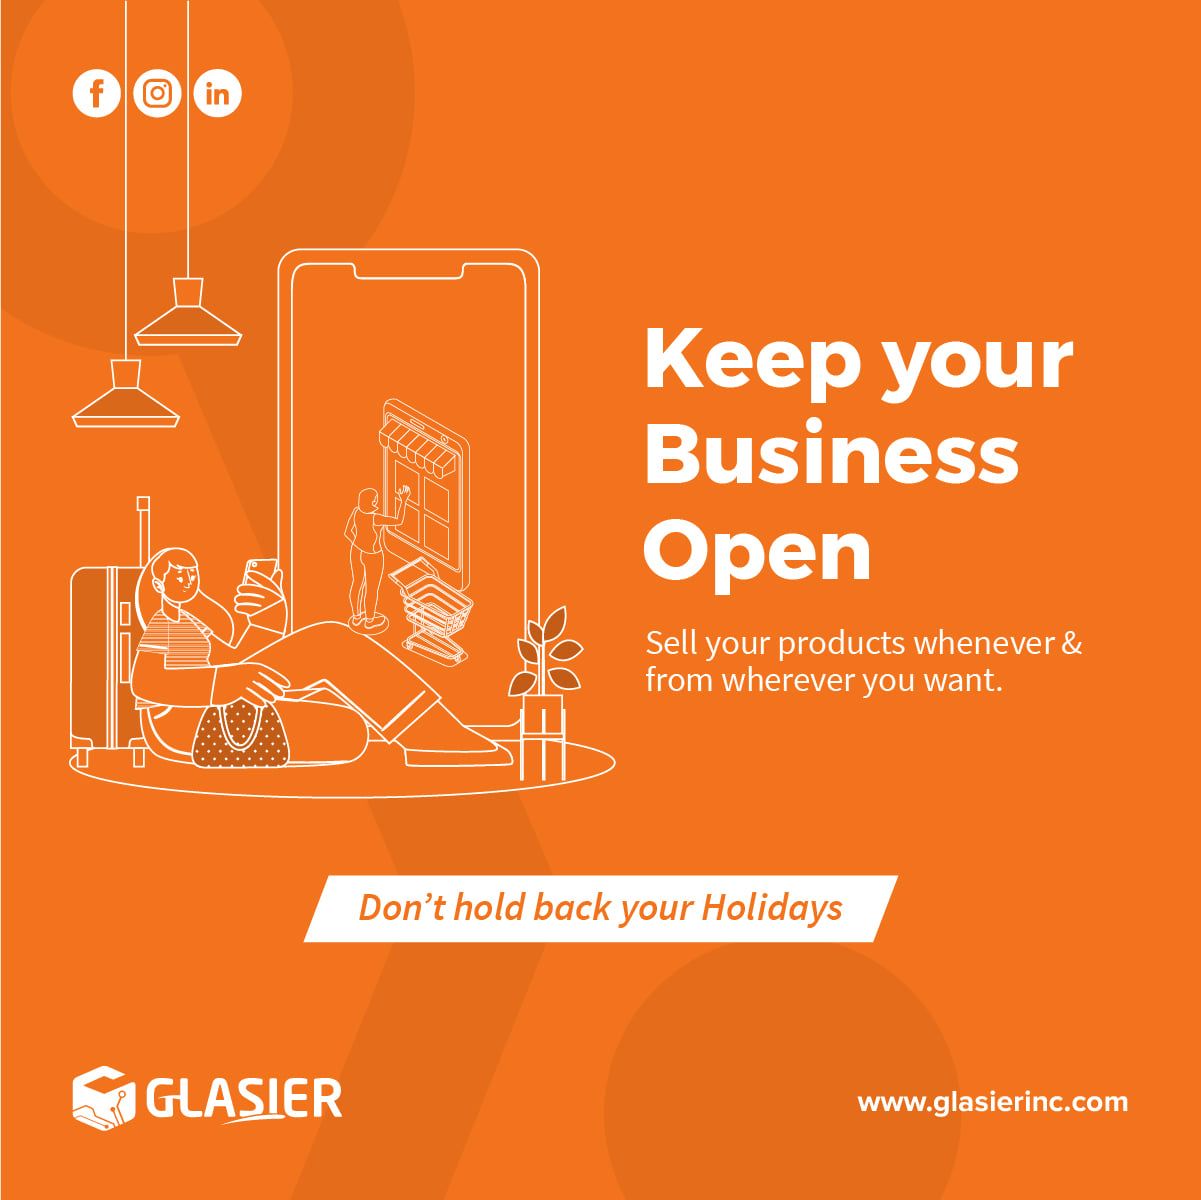 Keep your
Business
Open
Sell your products whenever &
from wherever you want.
Don’t hold back your Holidays
GLASIER
www.glasierinc.com